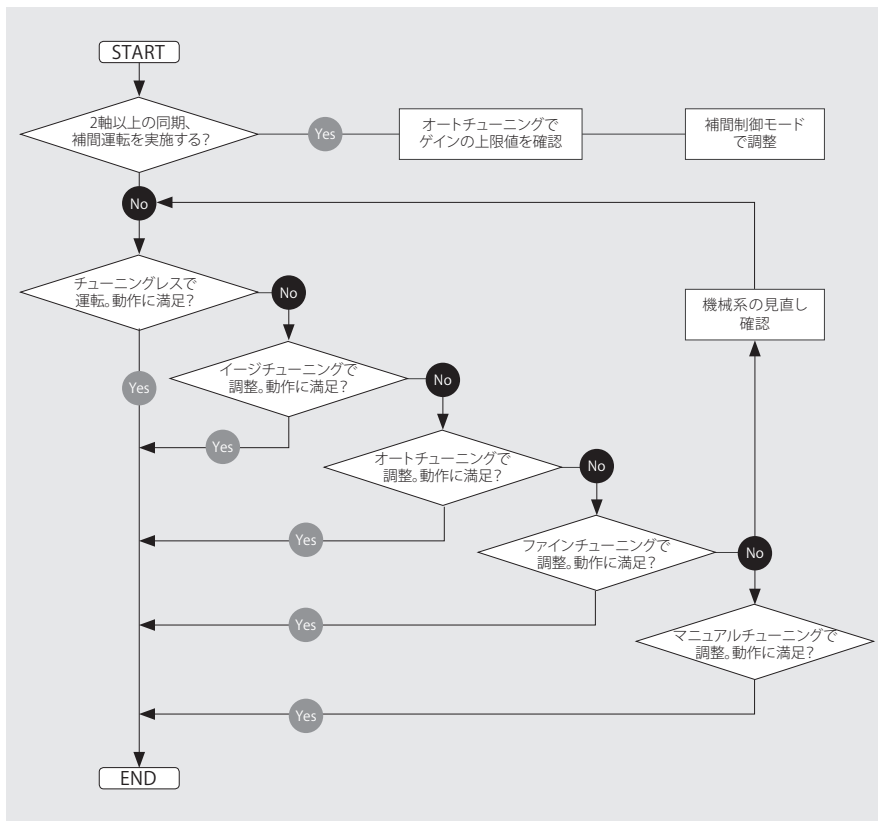 START
2軸以上の同期、
補間運転を実施する?
Yes
オートチューニングで
ゲインの上限値を確認
補間制御モード
で調整
No
チューニングレスで
運転。動作に満足?
No
機械系の見直し
確認
イージチューニングで
調整。動作に満足?
Yes
No
Yes
オートチューニングで
調整。動作に満足?
No
Yes
ファインチューニングで
調整。動作に満足?
No
Yes
マニュアルチューニングで
調整。動作に満足?
Yes
END